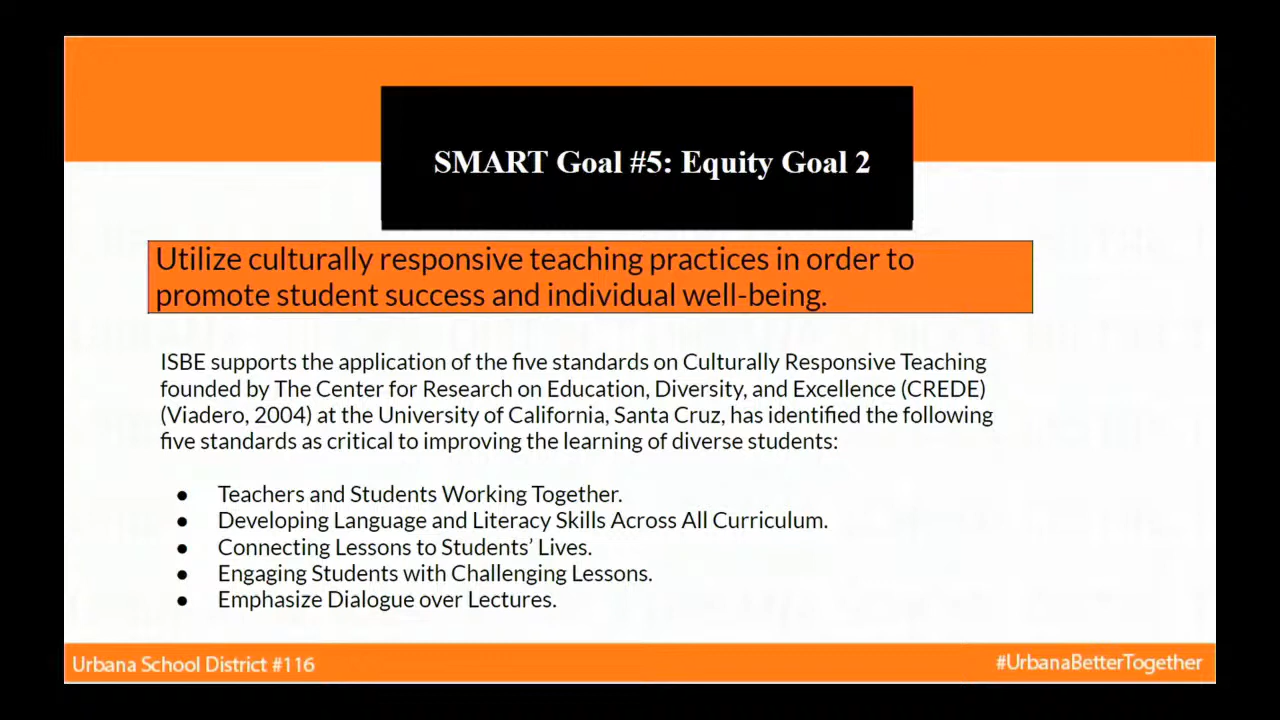 SMART Goal #5: Equity Goal 2
Utilize culturally responsive teaching practices in order to
promote student success and individual well-being.
ISBE supports the application of the five standards on Culturally Responsive Teaching
founded by The Center for Research on Education, Diversity, and Excellence (CREDE)
(Viadero, 2004) at the University of California, Santa Cruz, has identified the following
five standards as critical to improving the learning of diverse students:
● Teachers and Students Working Together.
● Developing Language and Literacy Skills Across All Curriculum.
● Connecting Lessons to Students’ Lives.
● Engaging Students with Challenging Lessons.
● Emphasize Dialogue over Lectures.
Urbana School District #116
#UrbanaBetterTogether